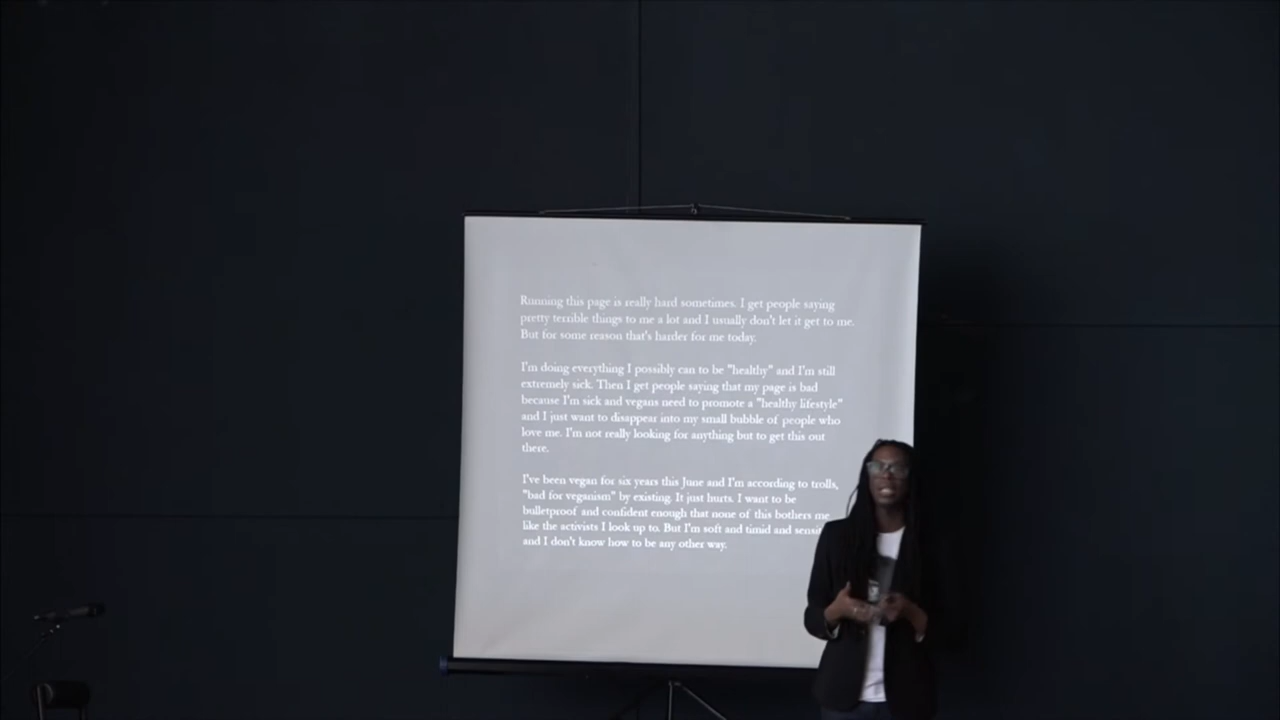 Running this page is really hard sometimes. I get people saying
pretty terrible things to me a lot and I usually don't let it get to me.
But for some reason that's harder for me today.
I'm doing everything I possibly can to be "healthy" and I'm still
extremely sick. Then I get people saying that my page is bad
because I'm sick and vegans need to promote a "healthy lifestyle"
and I just want to disappear into my small bubble of people who
love me. I'm not really looking for anything but to get this out
there.
I've been vegan for six years this June and I'm according to trolls,
"bad for veganism" by existing. It just hurts. I want to be
bulletproof and confident enough that none of this bothers me
like the activists I look up to. But I'm soft and timid and
and I don't know how to be any other way.